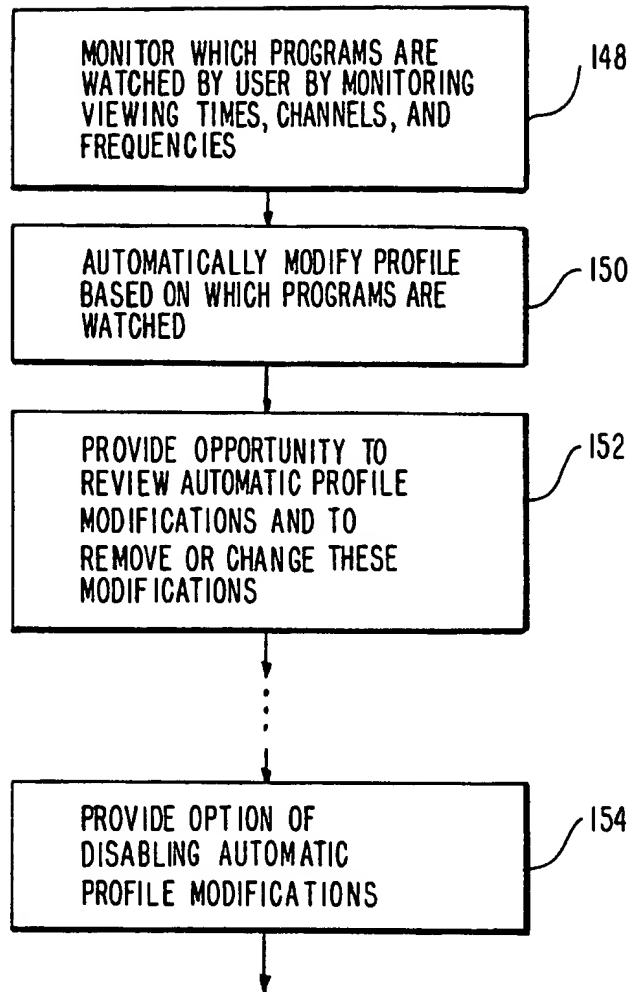 MONITOR WHICH PROGRAMS ARE
WATCHED BY USER BY MONITORING
VIEWING TIMES, CHANNELS, AND
FREQUENCIES
148
AUTOMATICALLY MODIFY PROFILE
BASED ON WHICH PROGRAMS ARE
WATCHED
150
PROVIDE OPPORTUNITY TO
REVIEW AUTOMATIC PROFILE
MODIFICATIONS AND TO
REMOVE OR CHANGE THESE
MODIFICATIONS
152
PROVIDE OPTION OF
DISABLING AUTOMATIC
PROFILE MODIFICATIONS
154